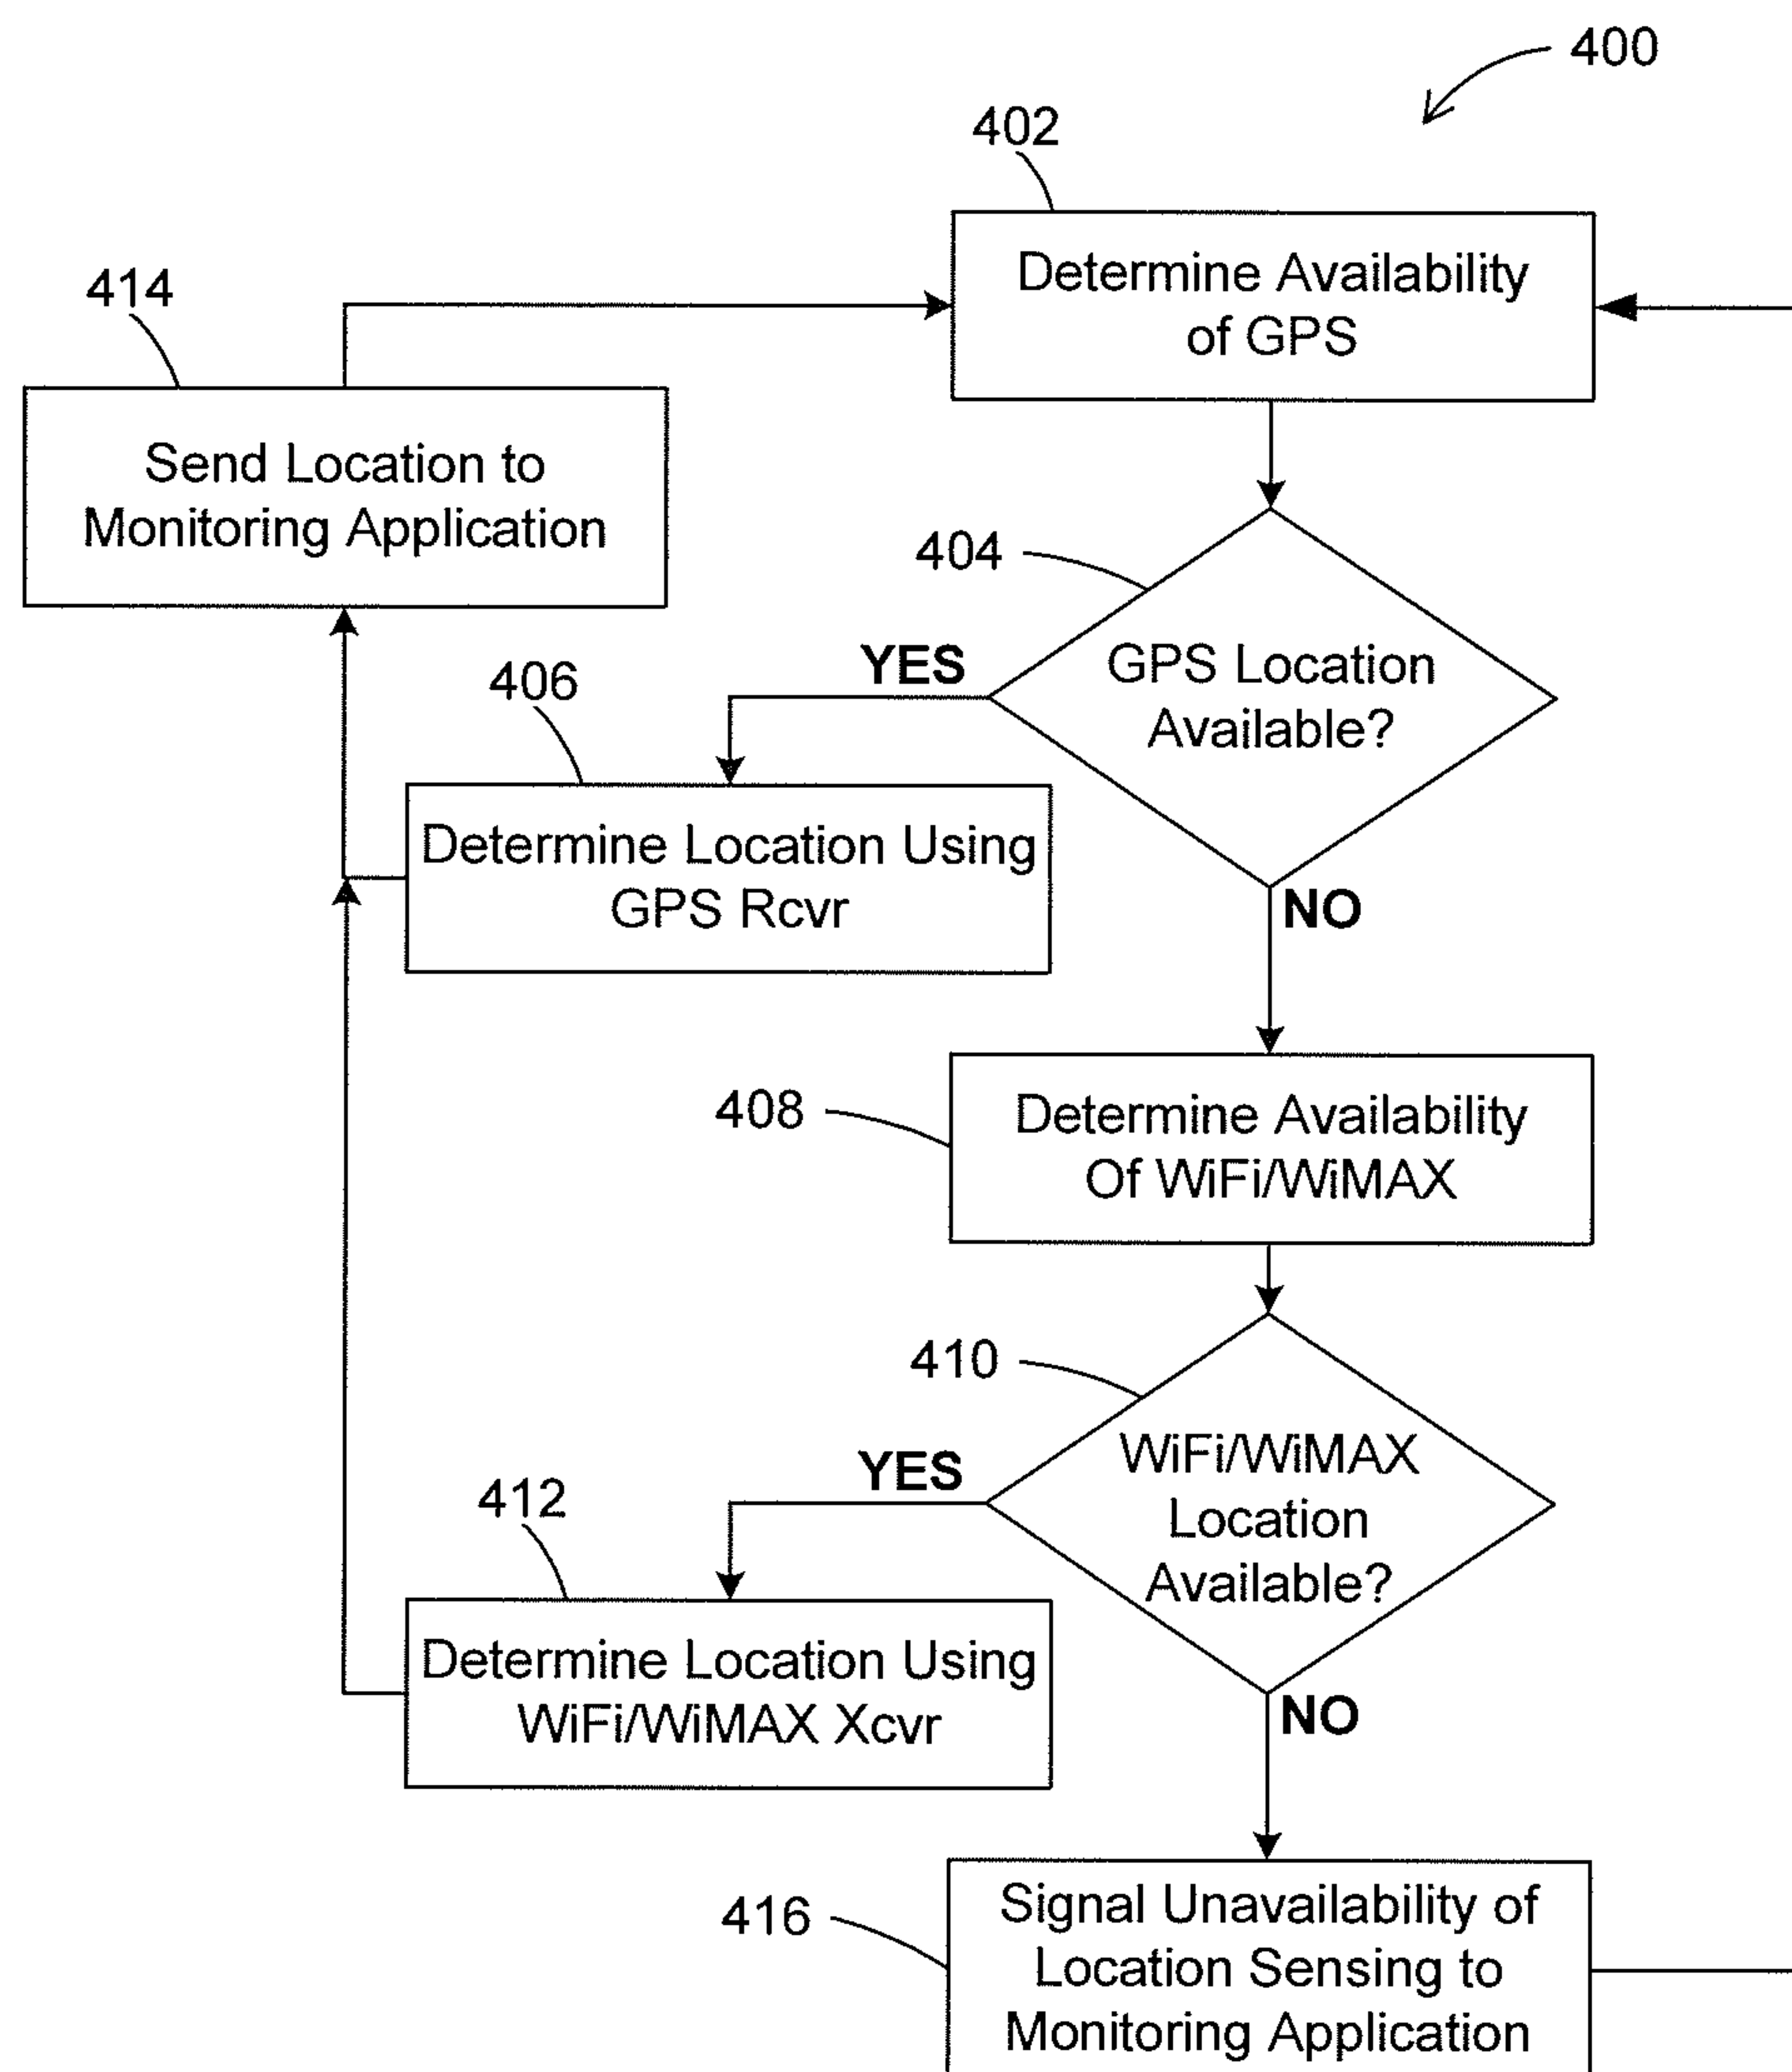 400
402
Determine Availability
of GPS
414
Send Location to
Monitoring Application
404
GPS Location
Available?
YES
NO
406
Determine Location Using
GPS Rcvr
408
Determine Availability
Of WiFi/WiMAX
410
WiFi/WiMAX
Location
Available?
YES
NO
412
Determine Location Using
WiFi/WiMAX Xcvr
416
Signal Unavailability of
Location Sensing to
Monitoring Application